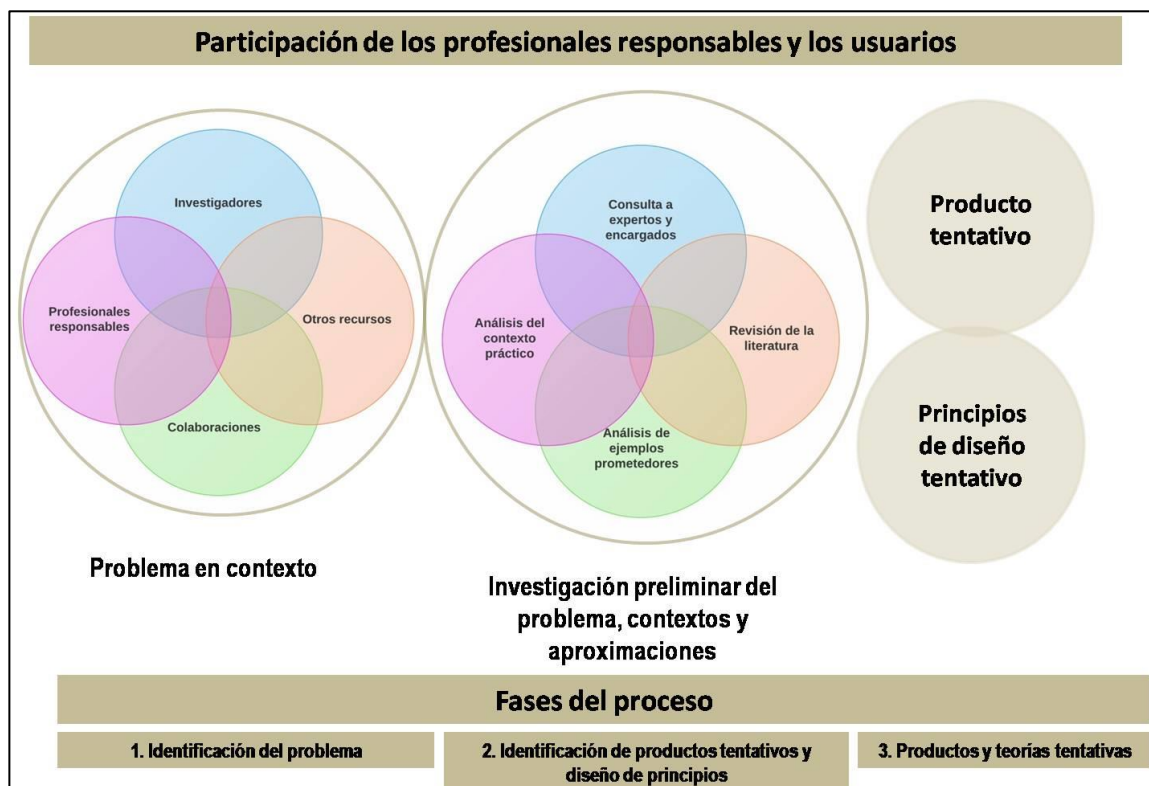 Participación de los profesionales responsables y los usuarios
Investigadores
Profesionales
responsables
Otros recursos
Colaboraciones
Problema en contexto
Consulta a
expertos y
encargados
Análisis del
contexto
práctico
Revisión de la
literatura
Análisis de
ejemplos
prometedores
Investigación preliminar del
problema, contextos y
aproximaciones
Producto
tentativo
Principios
de diseño
tentativo
Fases del proceso
1. Identificación del problema
2. Identificación de productos tentativos y
diseño de principios
3. Productos y teorías tentativas